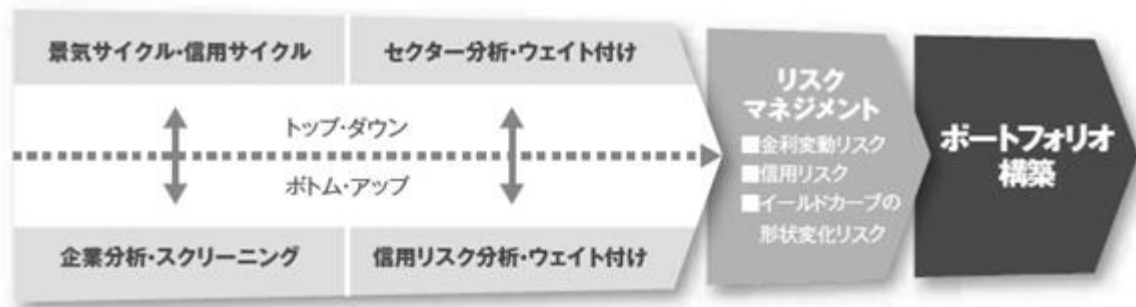 景気サイクル・信用サイクル
セクター分析・ウェイト付け
トップ・ダウン
ボトム・アップ
企業分析・スクリーニング
信用リスク分析・ウェイト付け
リスク
マネジメント
■金利変動リスク
■信用リスク
■イールドカーブの
形状変化リスク
ポートフォリオ
構築